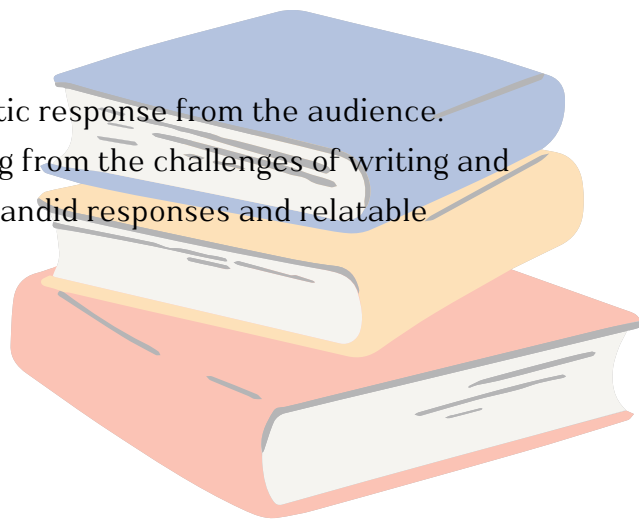 tic response from the audience.
g from the challenges of writing and
andid responses and relatable